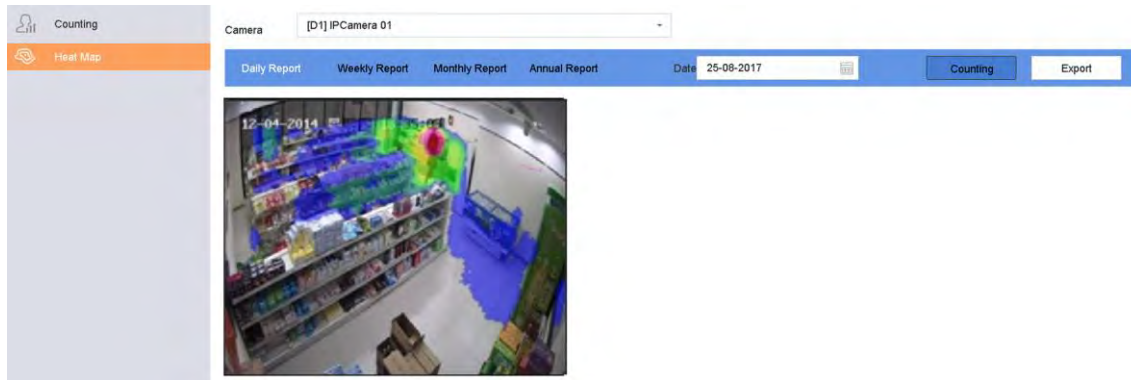 Counting
Heat Map
Camera
[D1] IPCamera 01
Daily Report Weekly Report Monthly Report Annual Report Date 25-08-2017 Counting Export
12-04-2014